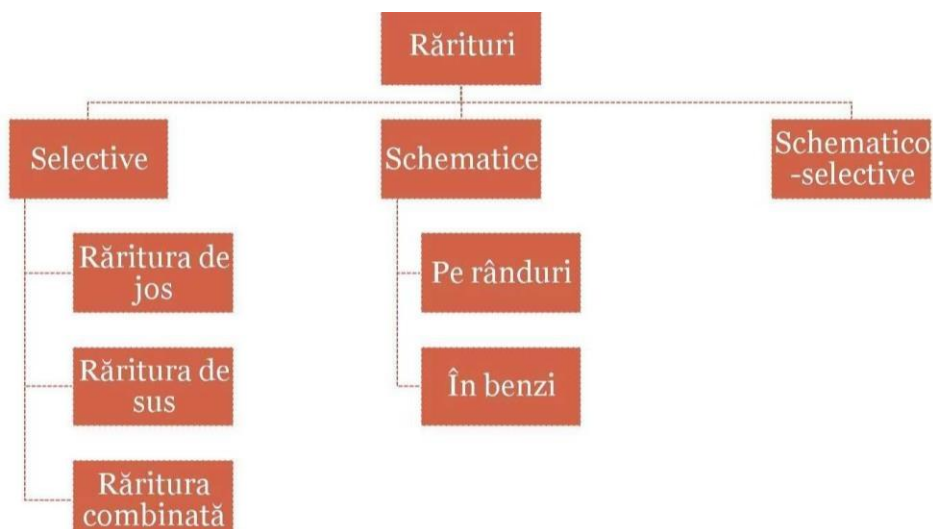 Rărituri
Selective
Schematice
Schematico
-selective
Răritura de
jos
Pe rânduri
Răritura de
sus
În benzi
Răritura
combinată